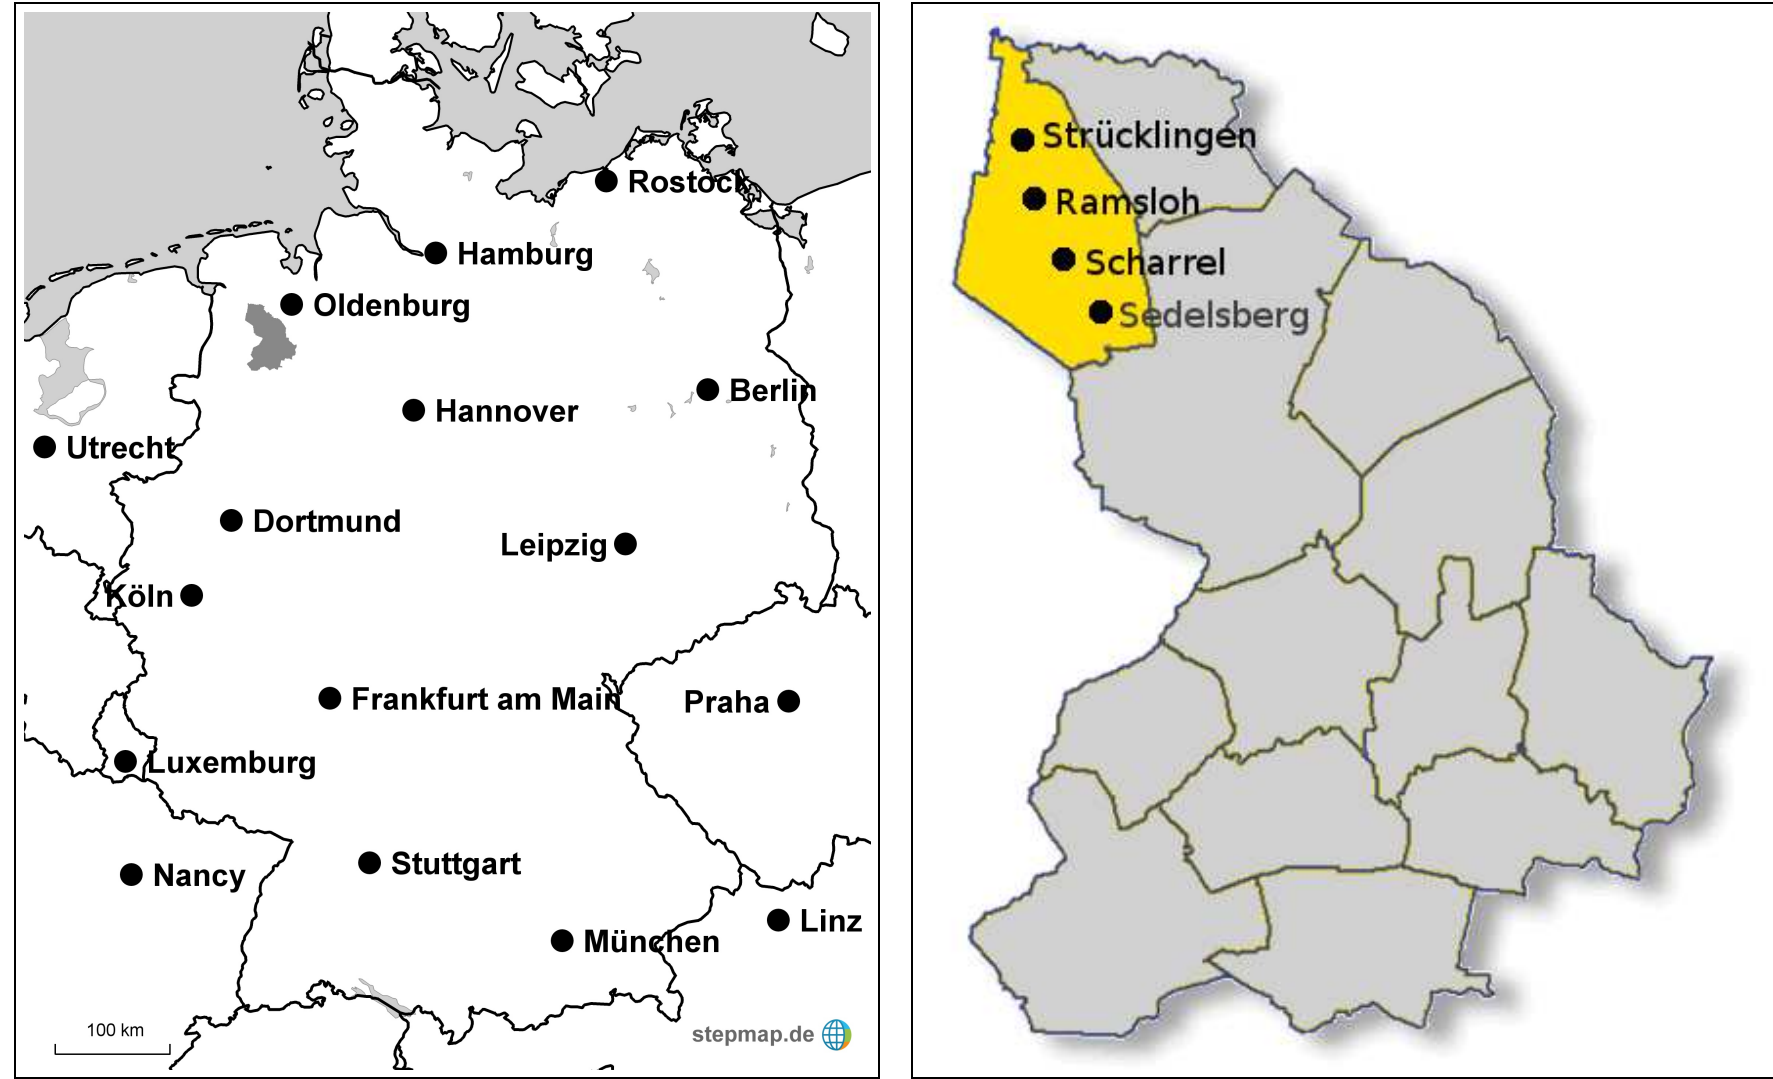 Rostock
Hamburg
Oldenburg
Berlin
Hannover
Utrecht
Dortmund
Leipzig
Köln
Frankfurt am Main
Praha
Luxemburg
Stuttgart
Nancy
Linz
München
100 km
stepmap.de
Strücklingen
Ramsloh
Scharrel
Sedelsberg